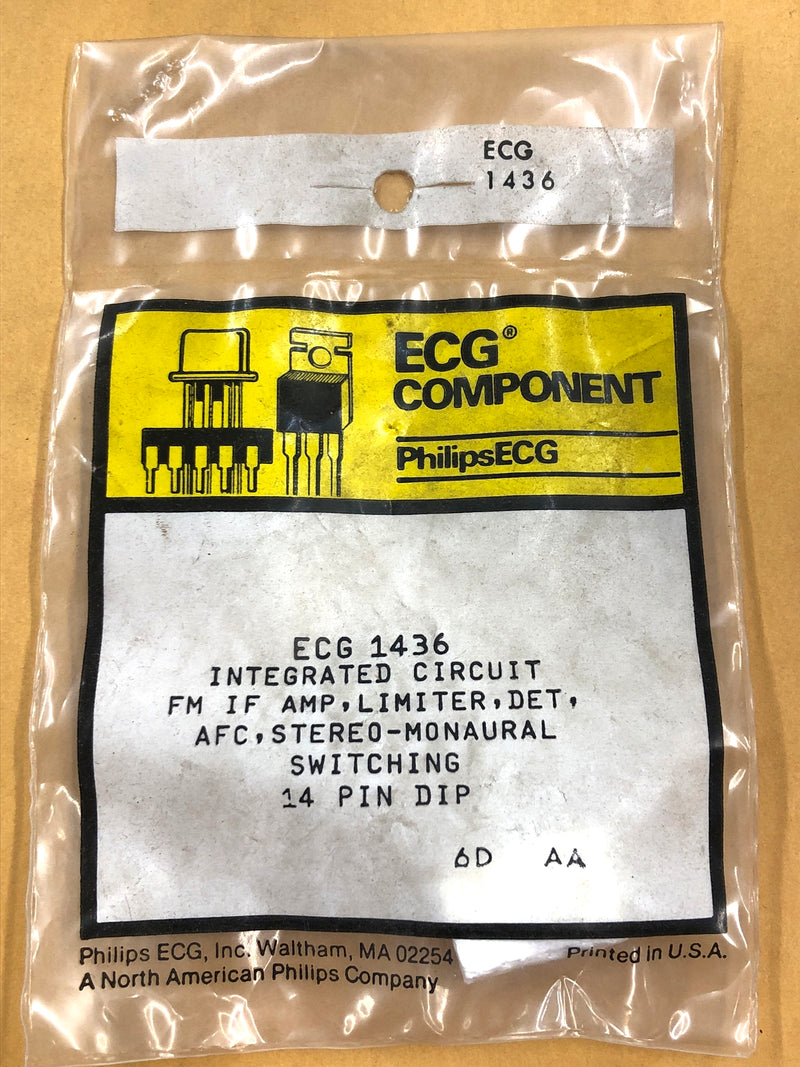 ECG
1436
ECG®
COMPONENT
PhilipsECG
ECG 1436
INTEGRATED CIRCUIT
FM IF AMP,LIMITER,DET,
AFC,STEREO-MONAURAL
SWITCHING
14 PIN DIP
6D AA
Philips ECG, Inc. Waltham, MA 02254
Printed in U.S.A.
A North American Philips Company